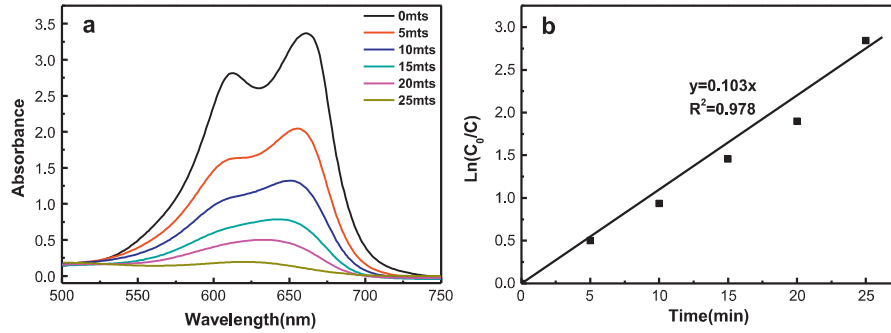 a
0mts
5mts
10mts
15mts
20mts
25mts
3.5
3.0
2.5
2.0
1.5
1.0
0.5
0.0
Absorbance
500
550
600
650
700
750
Wavelength(nm)
b
y=0.103x
R²=0.978
3.0
2.5
2.0
1.5
1.0
0.5
0.0
Ln(C₀/C)
0
5
10
15
20
25
Time(min)